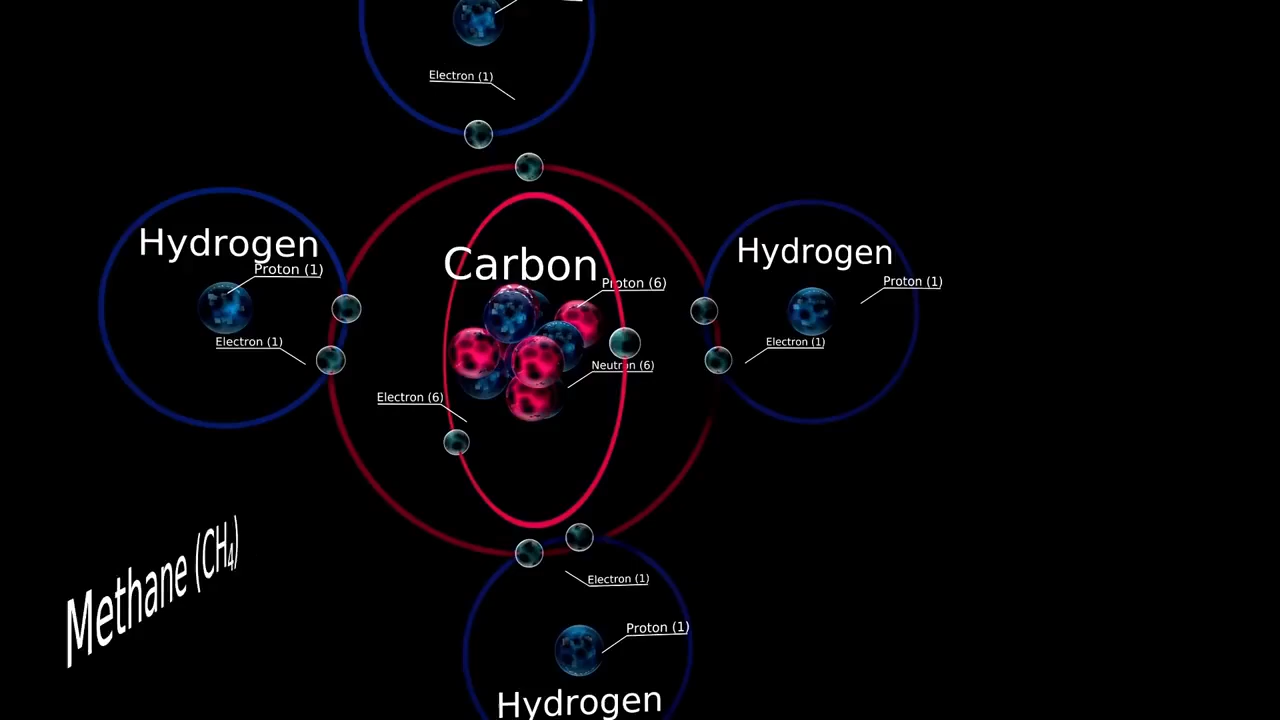 Electron (1)
Hydrogen
Proton (1)
Electron (1)
Carbon
Proton (6)
Neutron (6)
Electron (6)
Hydrogen
Proton (1)
Electron (1)
Methane (CH₄)
Electron (1)
Proton (1)
Hydrogen